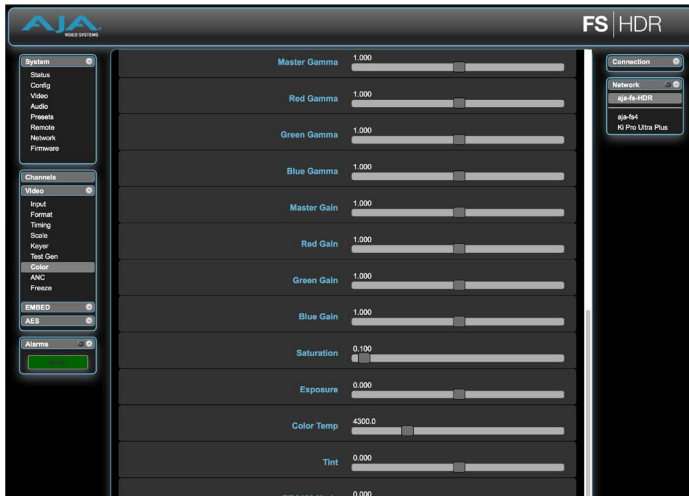 AJA
VIDEO SYSTEMS
FS|HDR
System
Status
Config
Video
Audio
Presets
Remote
Network
Firmware
Channels
Video
Input
Format
Timing
Scale
Keyer
Test Gen
Color
ANC
Freeze
EMBED
AES
Alarms
Master Gamma 1.000
Red Gamma 1.000
Green Gamma 1.000
Blue Gamma 1.000
Master Gain 1.000
Red Gain 1.000
Green Gain 1.000
Blue Gain 1.000
Saturation 0.100
Exposure 0.000
Color Temp 4300.0
Tint 0.000
0.000
Connection
Network
aja-fs-HDR
aja-fs4
Ki Pro Ultra Plus